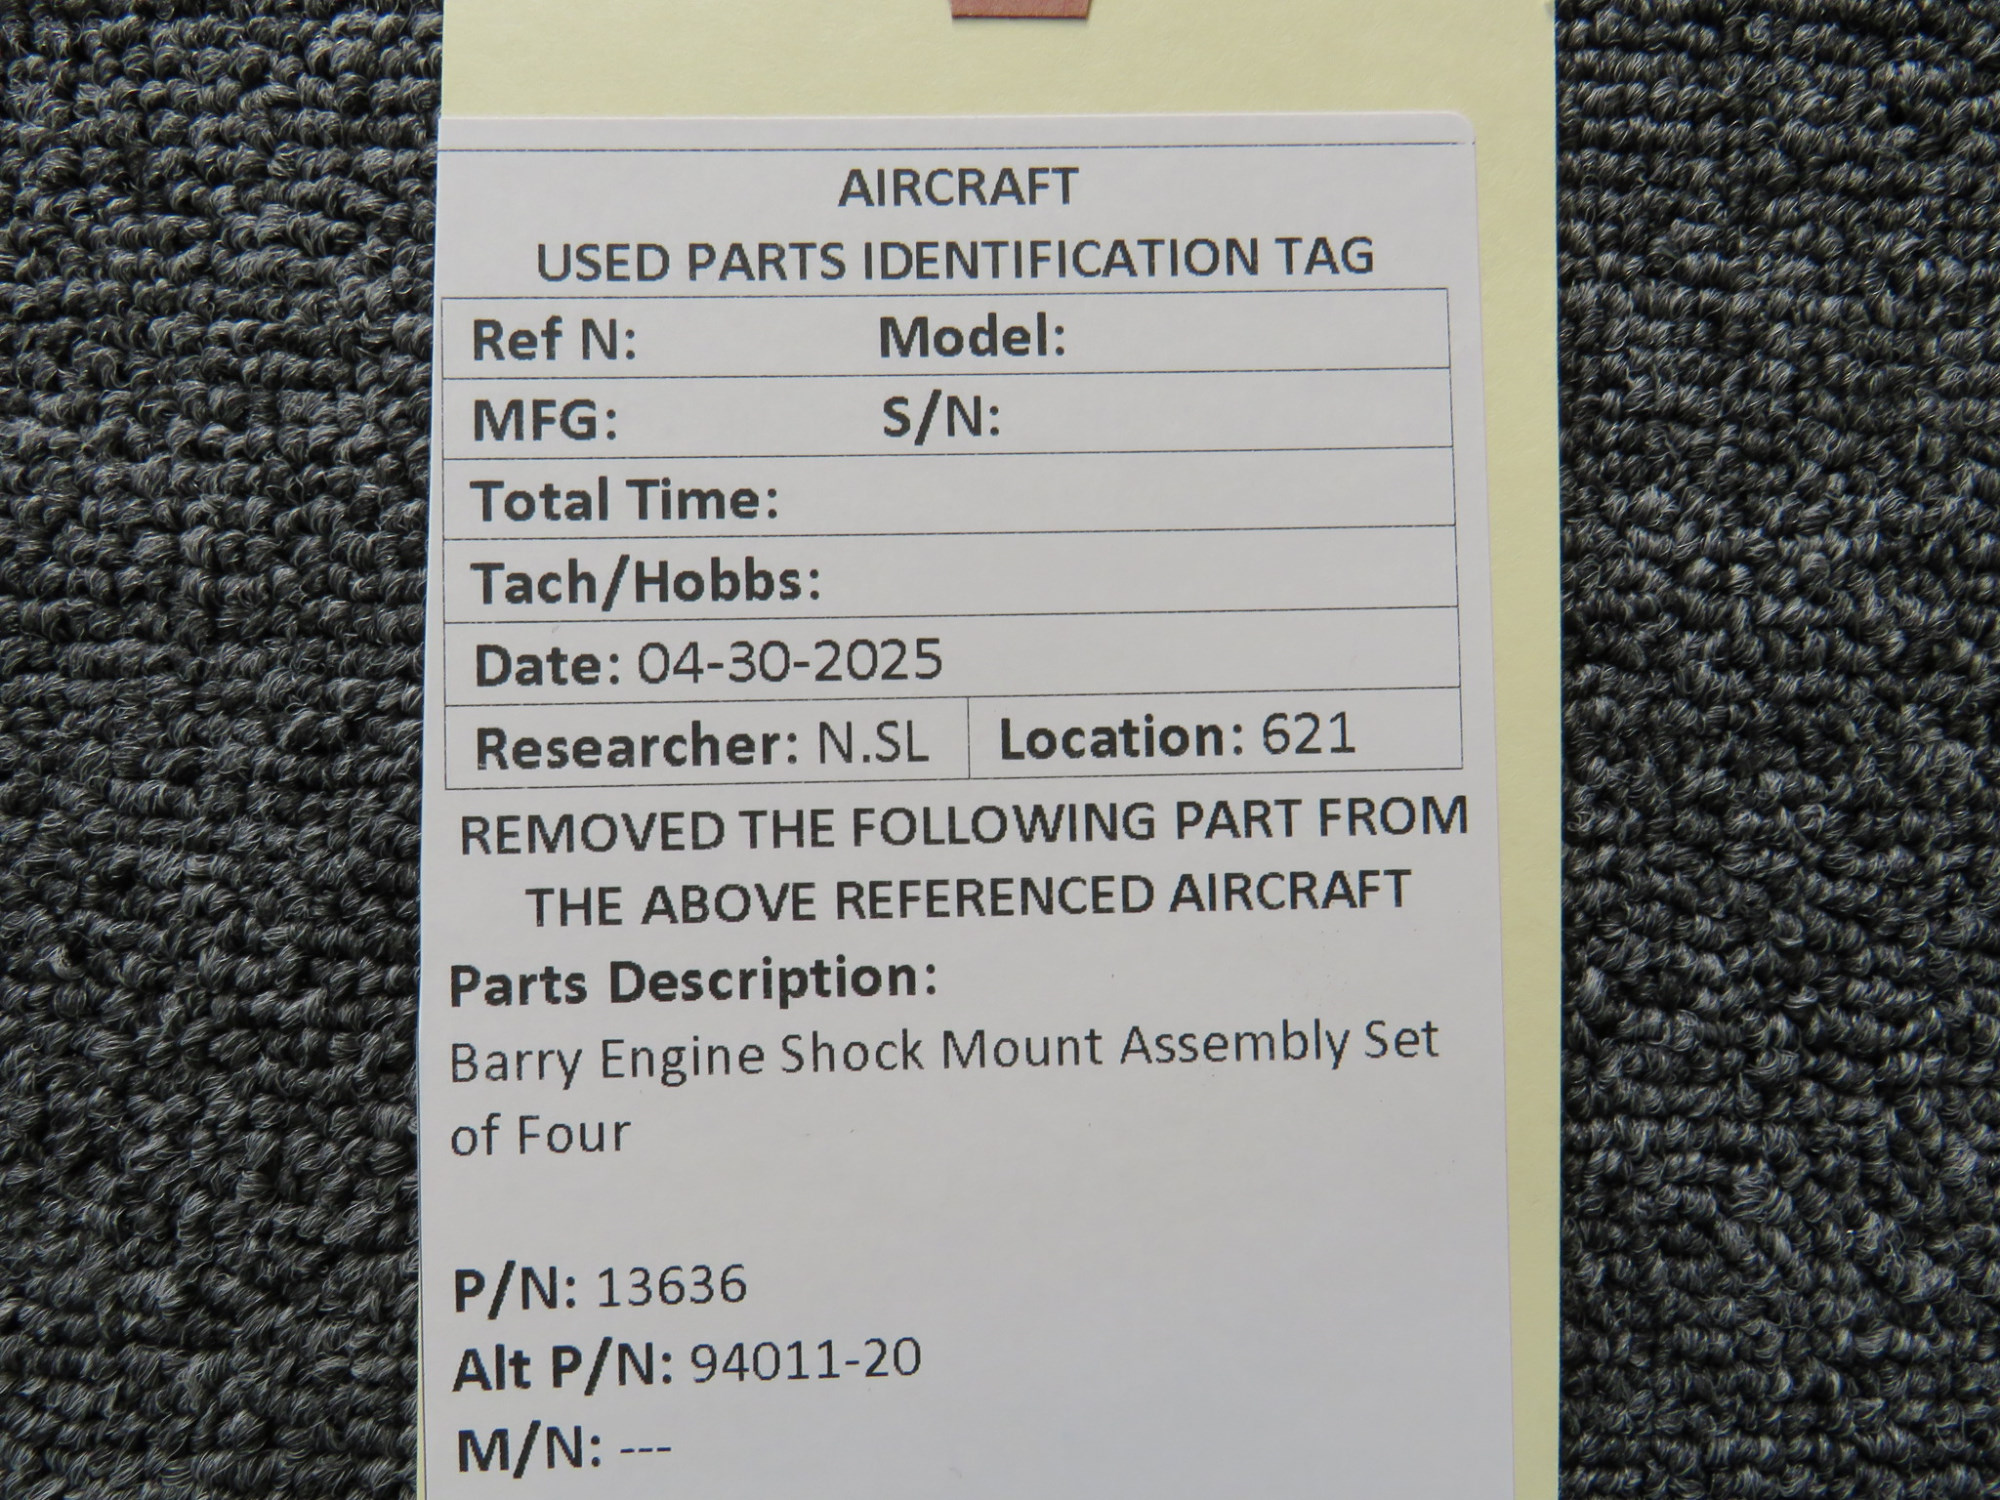 AIRCRAFT
USED PARTS IDENTIFICATION TAG
Ref N: Model:
MFG: S/N:
Total Time:
Tach/Hobbs:
Date: 04-30-2025
Researcher: N.SL Location: 621
REMOVED THE FOLLOWING PART FROM
THE ABOVE REFERENCED AIRCRAFT
Parts Description:
Barry Engine Shock Mount Assembly Set
of Four
P/N: 13636
Alt P/N: 94011-20
M/N: ---